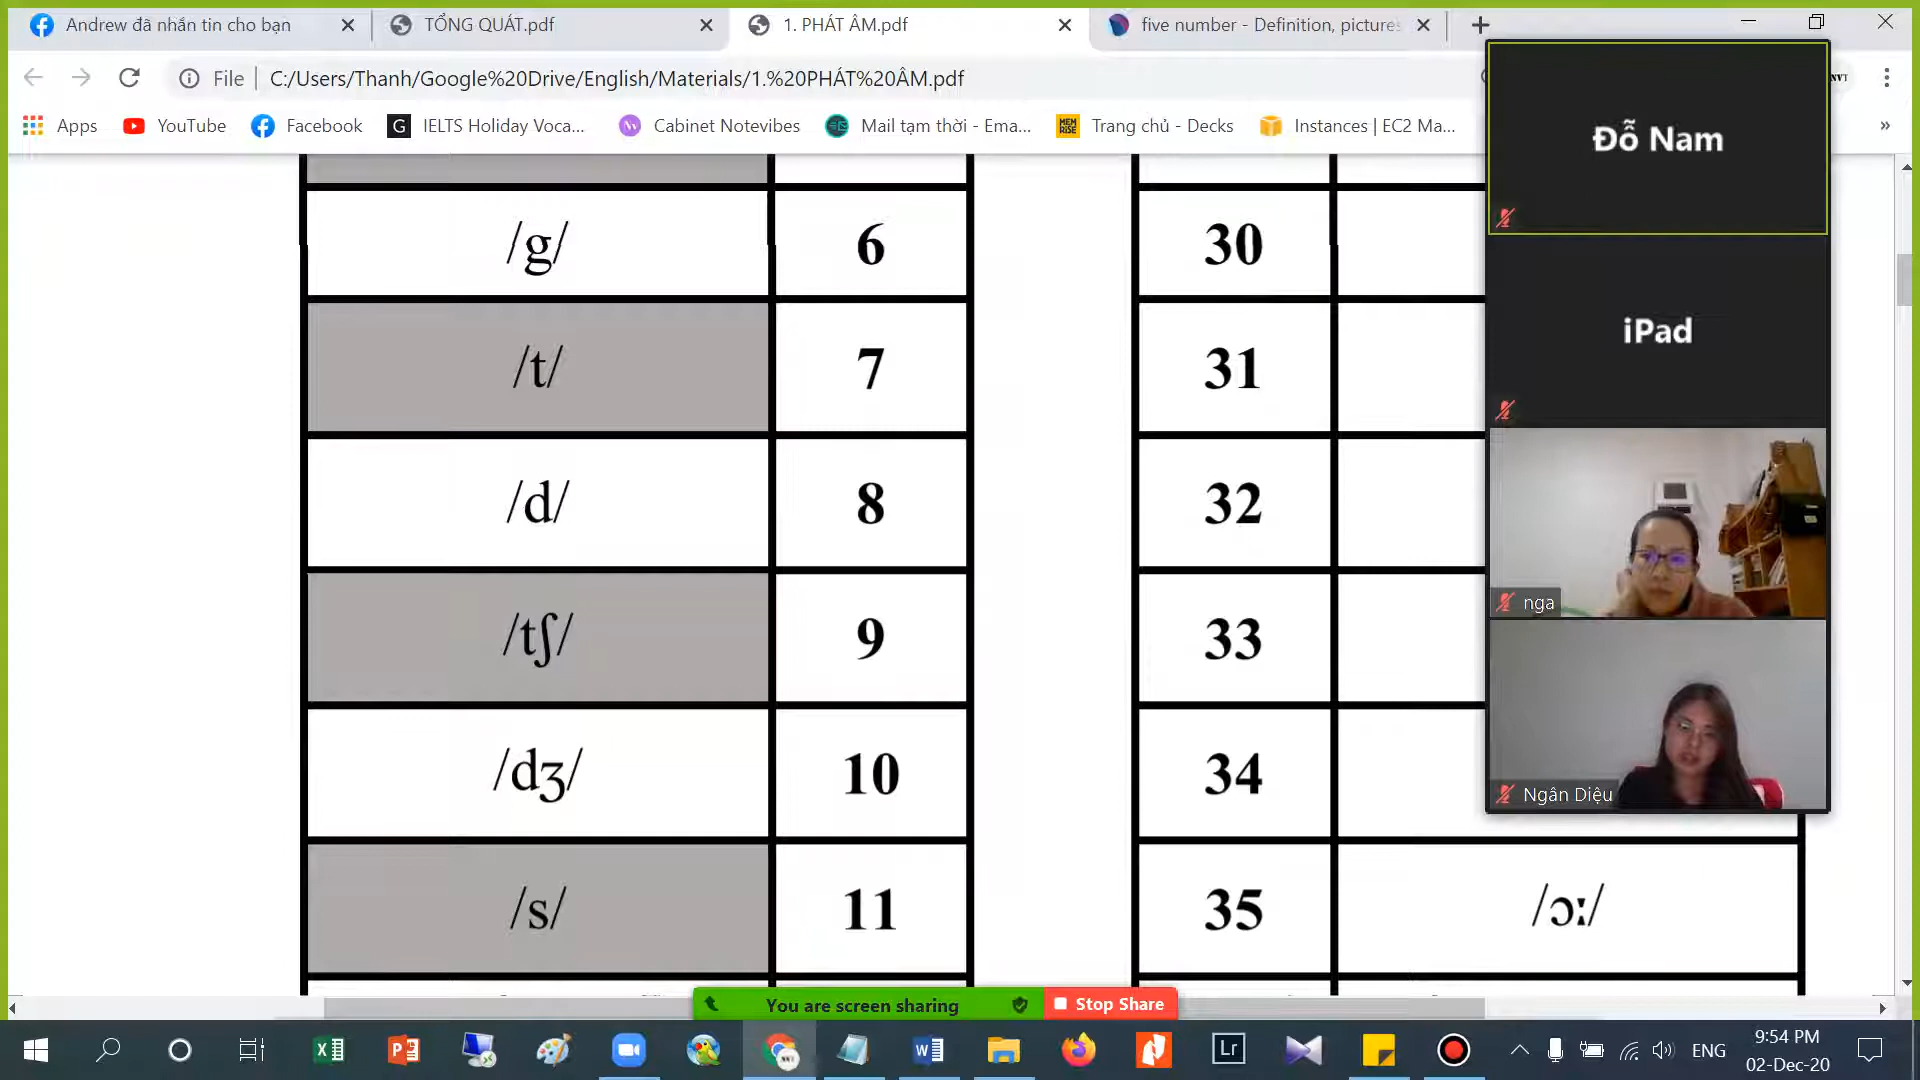 Andrew đã nhắn tin cho bạn
TỔNG QUÁT.pdf
1. PHÁT ÂM.pdf
five number - Definition, pictures
File
C:/Users/Thanh/Google%20Drive/English/Materials/1.%20PHÁT%20ÂM.pdf
Apps
YouTube
Facebook
IELTS Holiday Voca...
Cabinet Notevibes
Mail tạm thời - Ema...
Trang chủ - Decks
Instances | EC2 Ma...
»
/g/ 6 30
/t/ 7 31
/d/ 8 32
/tʃ/ 9 33
/dʒ/ 10 34
/s/ 11 35 /ɔː/
Đỗ Nam
iPad
nga
Ngân Diệu
You are screen sharing
Stop Share
Lr
ENG
9:54 PM
02-Dec-20